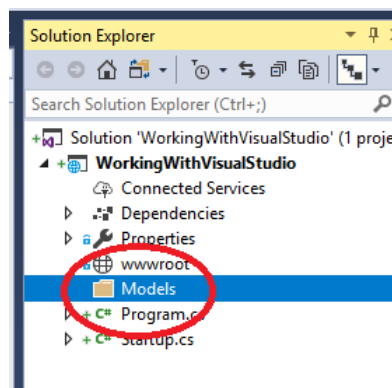 Solution Explorer
Search Solution Explorer (Ctrl+;)
Solution 'WorkingWithVisualStudio' (1 proje
WorkingWithVisualStudio
Connected Services
Dependencies
Properties
wwwroot
Models
C# Program.cs
C# Startup.cs